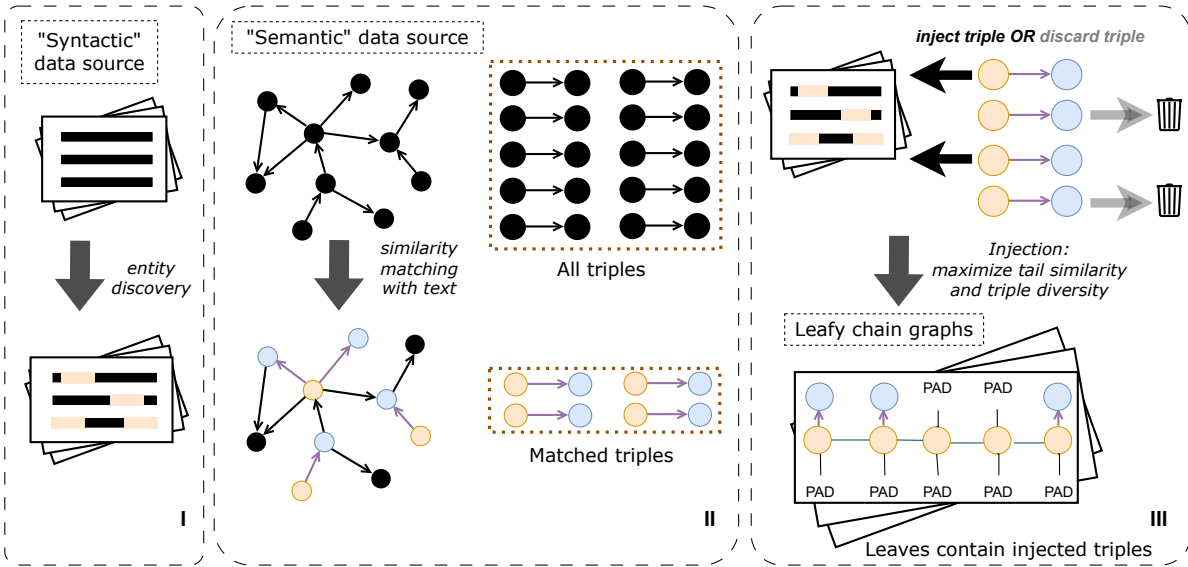 "Syntactic"
data source
entity
discovery
I
"Semantic" data source
similarity
matching
with text
All triples
Matched triples
II
inject triple OR discard triple
Injection:
maximize tail similarity
and triple diversity
Leafy chain graphs
PAD PAD
PAD PAD PAD PAD PAD
Leaves contain injected triples
III